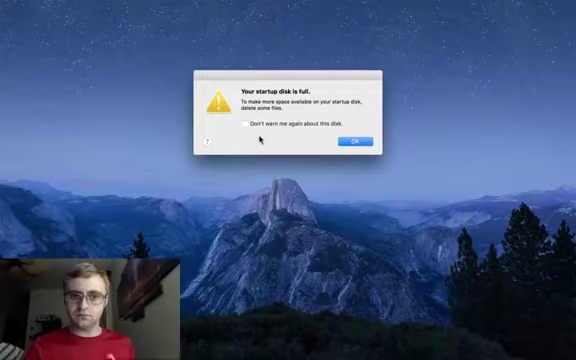 Your startup disk is full.
To make more space available on your startup disk,
delete some files.
Don't warn me again about this disk.
?
OK